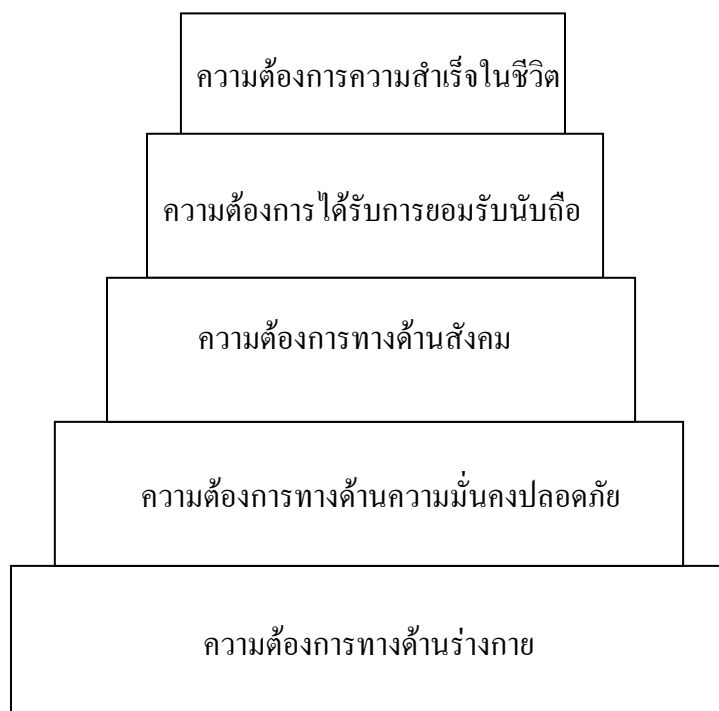 ความต้องการความสำเร็จในชีวิต
ความต้องการได้รับการยอมรับนับถือ
ความต้องการทางด้านสังคม
ความต้องการทางด้านความมั่นคงปลอดภัย
ความต้องการทางด้านร่างกาย